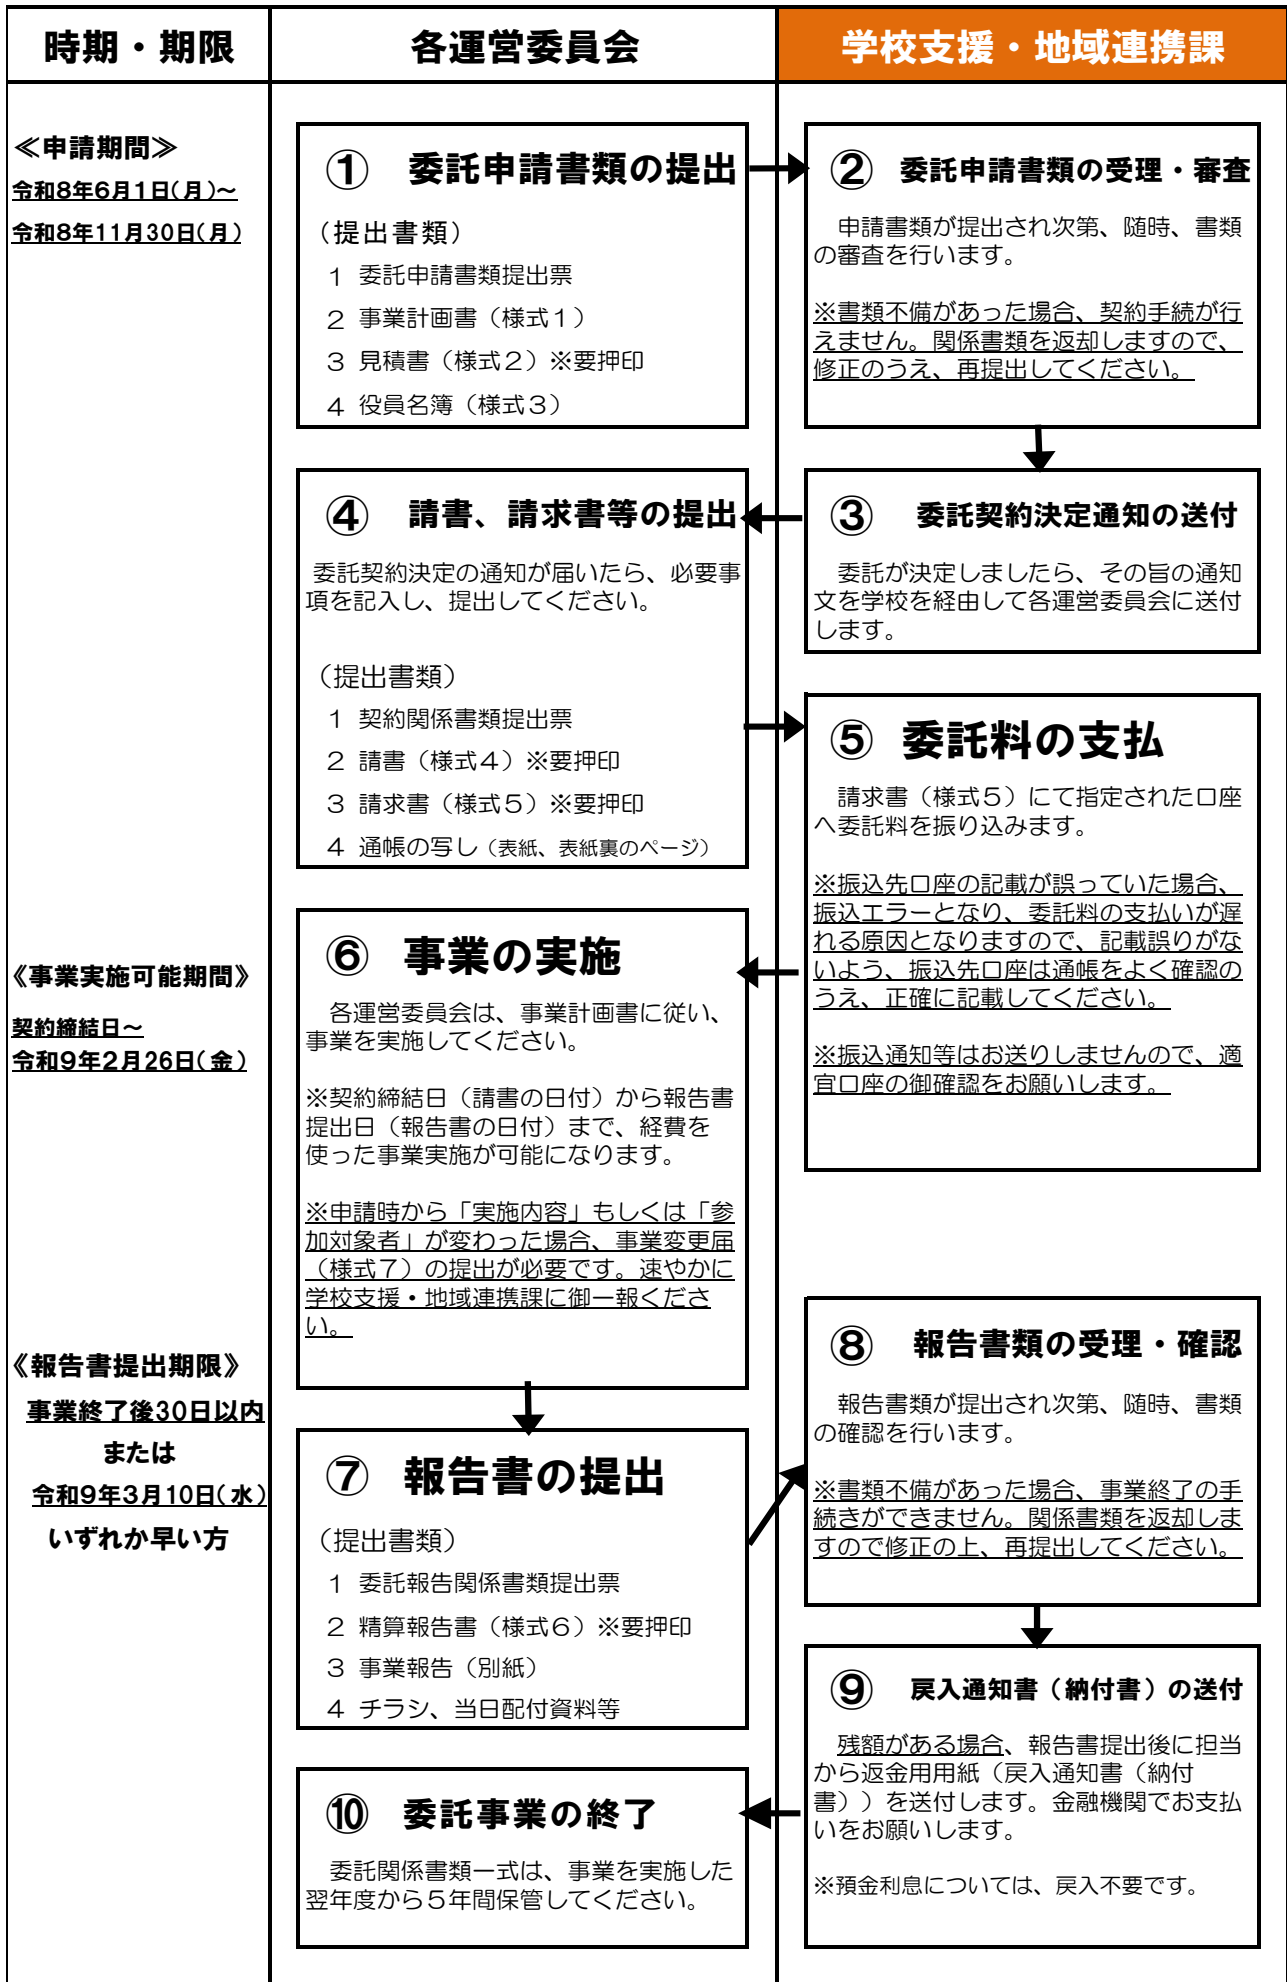 時期・期限
各運営委員会
学校支援・地域連携課
≪申請期間≫
令和8年6月1日(月)～
令和8年11月30日(月)
① 委託申請書類の提出
（提出書類）
１ 委託申請書類提出票
２ 事業計画書（様式１）
３ 見積書（様式２）※要押印
４ 役員名簿（様式３）
② 委託申請書類の受理・審査
申請書類が提出され次第、随時、書類
の審査を行います。
※書類不備があった場合、契約手続が行
えません。関係書類を返却しますので、
修正のうえ、再提出してください。
③ 委託契約決定通知の送付
委託が決定しましたら、その旨の通知
文を学校を経由して各運営委員会に送付
します。
④ 請書、請求書等の提出
委託契約決定の通知が届いたら、必要事
項を記入し、提出してください。
（提出書類）
１ 契約関係書類提出票
２ 請書（様式４）※要押印
３ 請求書（様式５）※要押印
４ 通帳の写し（表紙、表紙裏のページ）
⑤ 委託料の支払
請求書（様式５）にて指定された口座
へ委託料を振り込みます。
※振込先口座の記載が誤っていた場合、
振込エラーとなり、委託料の支払いが遅
れる原因となりますので、記載誤りがな
いよう、振込先口座は通帳をよく確認の
うえ、正確に記載してください。
※振込通知等はお送りしませんので、適
宜口座の御確認をお願いします。
《事業実施可能期間》
契約締結日～
令和9年2月26日(金)
⑥ 事業の実施
各運営委員会は、事業計画書に従い、
事業を実施してください。
※契約締結日（請書の日付）から報告書
提出日（報告書の日付）まで、経費を
使った事業実施が可能になります。
※申請時から「実施内容」もしくは「参
加対象者」が変わった場合、事業変更届
（様式７）の提出が必要です。速やかに
学校支援・地域連携課に御一報くださ
い。
《報告書提出期限》
事業終了後30日以内
または
令和9年3月10日(水)
いずれか早い方
⑦ 報告書の提出
（提出書類）
１ 委託報告関係書類提出票
２ 精算報告書（様式６）※要押印
３ 事業報告（別紙）
４ チラシ、当日配付資料等
⑧ 報告書類の受理・確認
報告書類が提出され次第、随時、書類
の確認を行います。
※書類不備があった場合、事業終了の手
続きができません。関係書類を返却しま
すので修正の上、再提出してください。
⑨ 戻入通知書（納付書）の送付
残額がある場合、報告書提出後に担当
から返金用用紙（戻入通知書（納付
書））を送付します。金融機関でお支払
いをお願いします。
※預金利息については、戻入不要です。
⑩ 委託事業の終了
委託関係書類一式は、事業を実施した
翌年度から５年間保管してください。